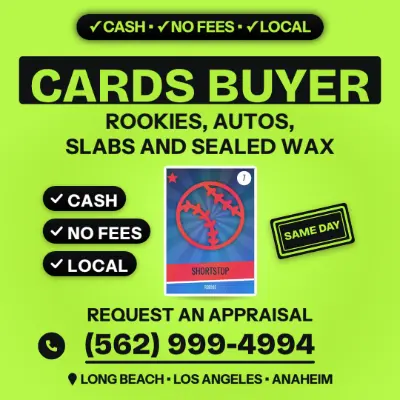 ✓CASH ▪ ✓NO FEES ▪ ✓LOCAL
CARDS BUYER
ROOKIES, AUTOS,
SLABS AND SEALED WAX
✓ CASH
✓ NO FEES
✓ LOCAL
7
SHORTSTOP
SAME DAY
REQUEST AN APPRAISAL
(562) 999-4994
LONG BEACH ▪ LOS ANGELES ▪ ANAHEIM